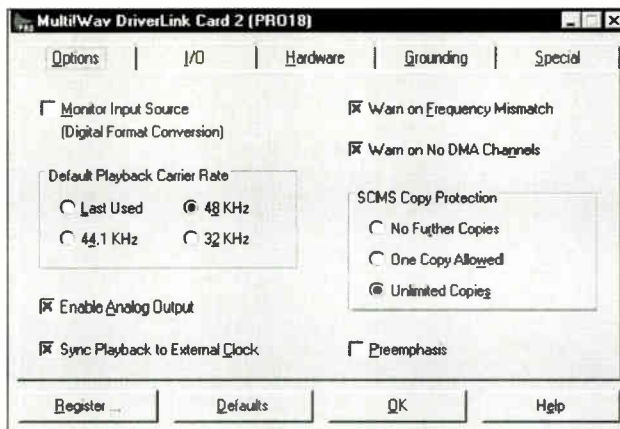 Multi!Wav DriverLink Card 2 (PRO18)
Options I/O Hardware Grounding Special
Monitor Input Source
(Digital Format Conversion)
Default Playback Carrier Rate
Last Used 48 KHz
44.1 KHz 32 KHz
Enable Analog Output
Sync Playback to External Clock
Warn on Frequency Mismatch
Warn on No DMA Channels
SCMS Copy Protection
No Further Copies
One Copy Allowed
Unlimited Copies
Preemphasis
Register ... Defaults OK Help